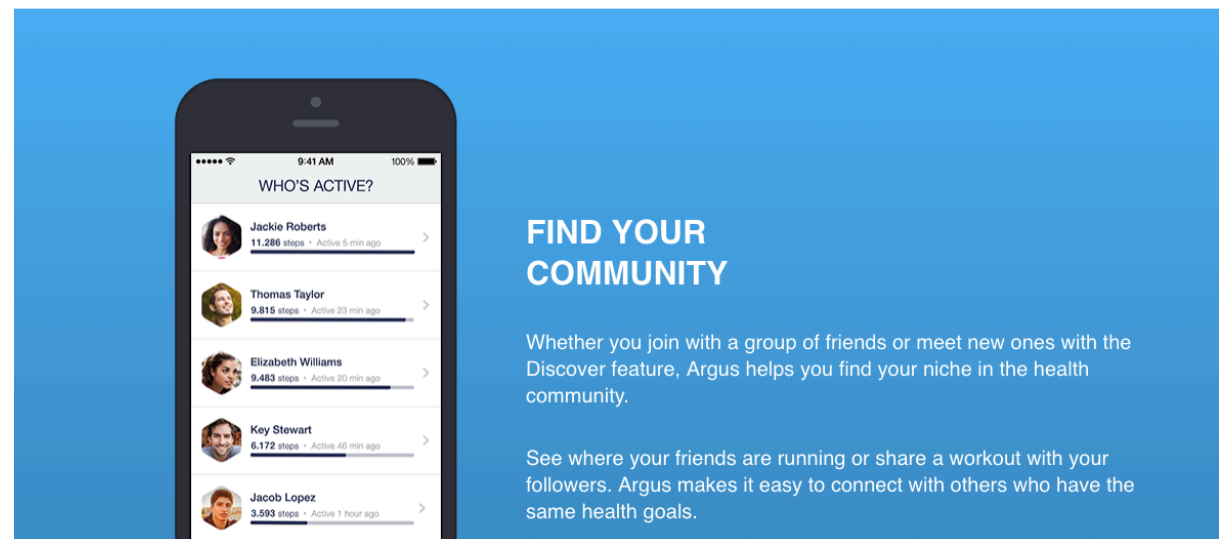 9:41 AM 100%
WHO'S ACTIVE?
Jackie Roberts
11.286 steps • Active 5 min ago
Thomas Taylor
9.815 steps • Active 23 min ago
Elizabeth Williams
9.483 steps • Active 20 min ago
Key Stewart
6.172 steps • Active 46 min ago
Jacob Lopez
3.593 steps • Active 1 hour ago
FIND YOUR
COMMUNITY
Whether you join with a group of friends or meet new ones with the
Discover feature, Argus helps you find your niche in the health
community.
See where your friends are running or share a workout with your
followers. Argus makes it easy to connect with others who have the
same health goals.